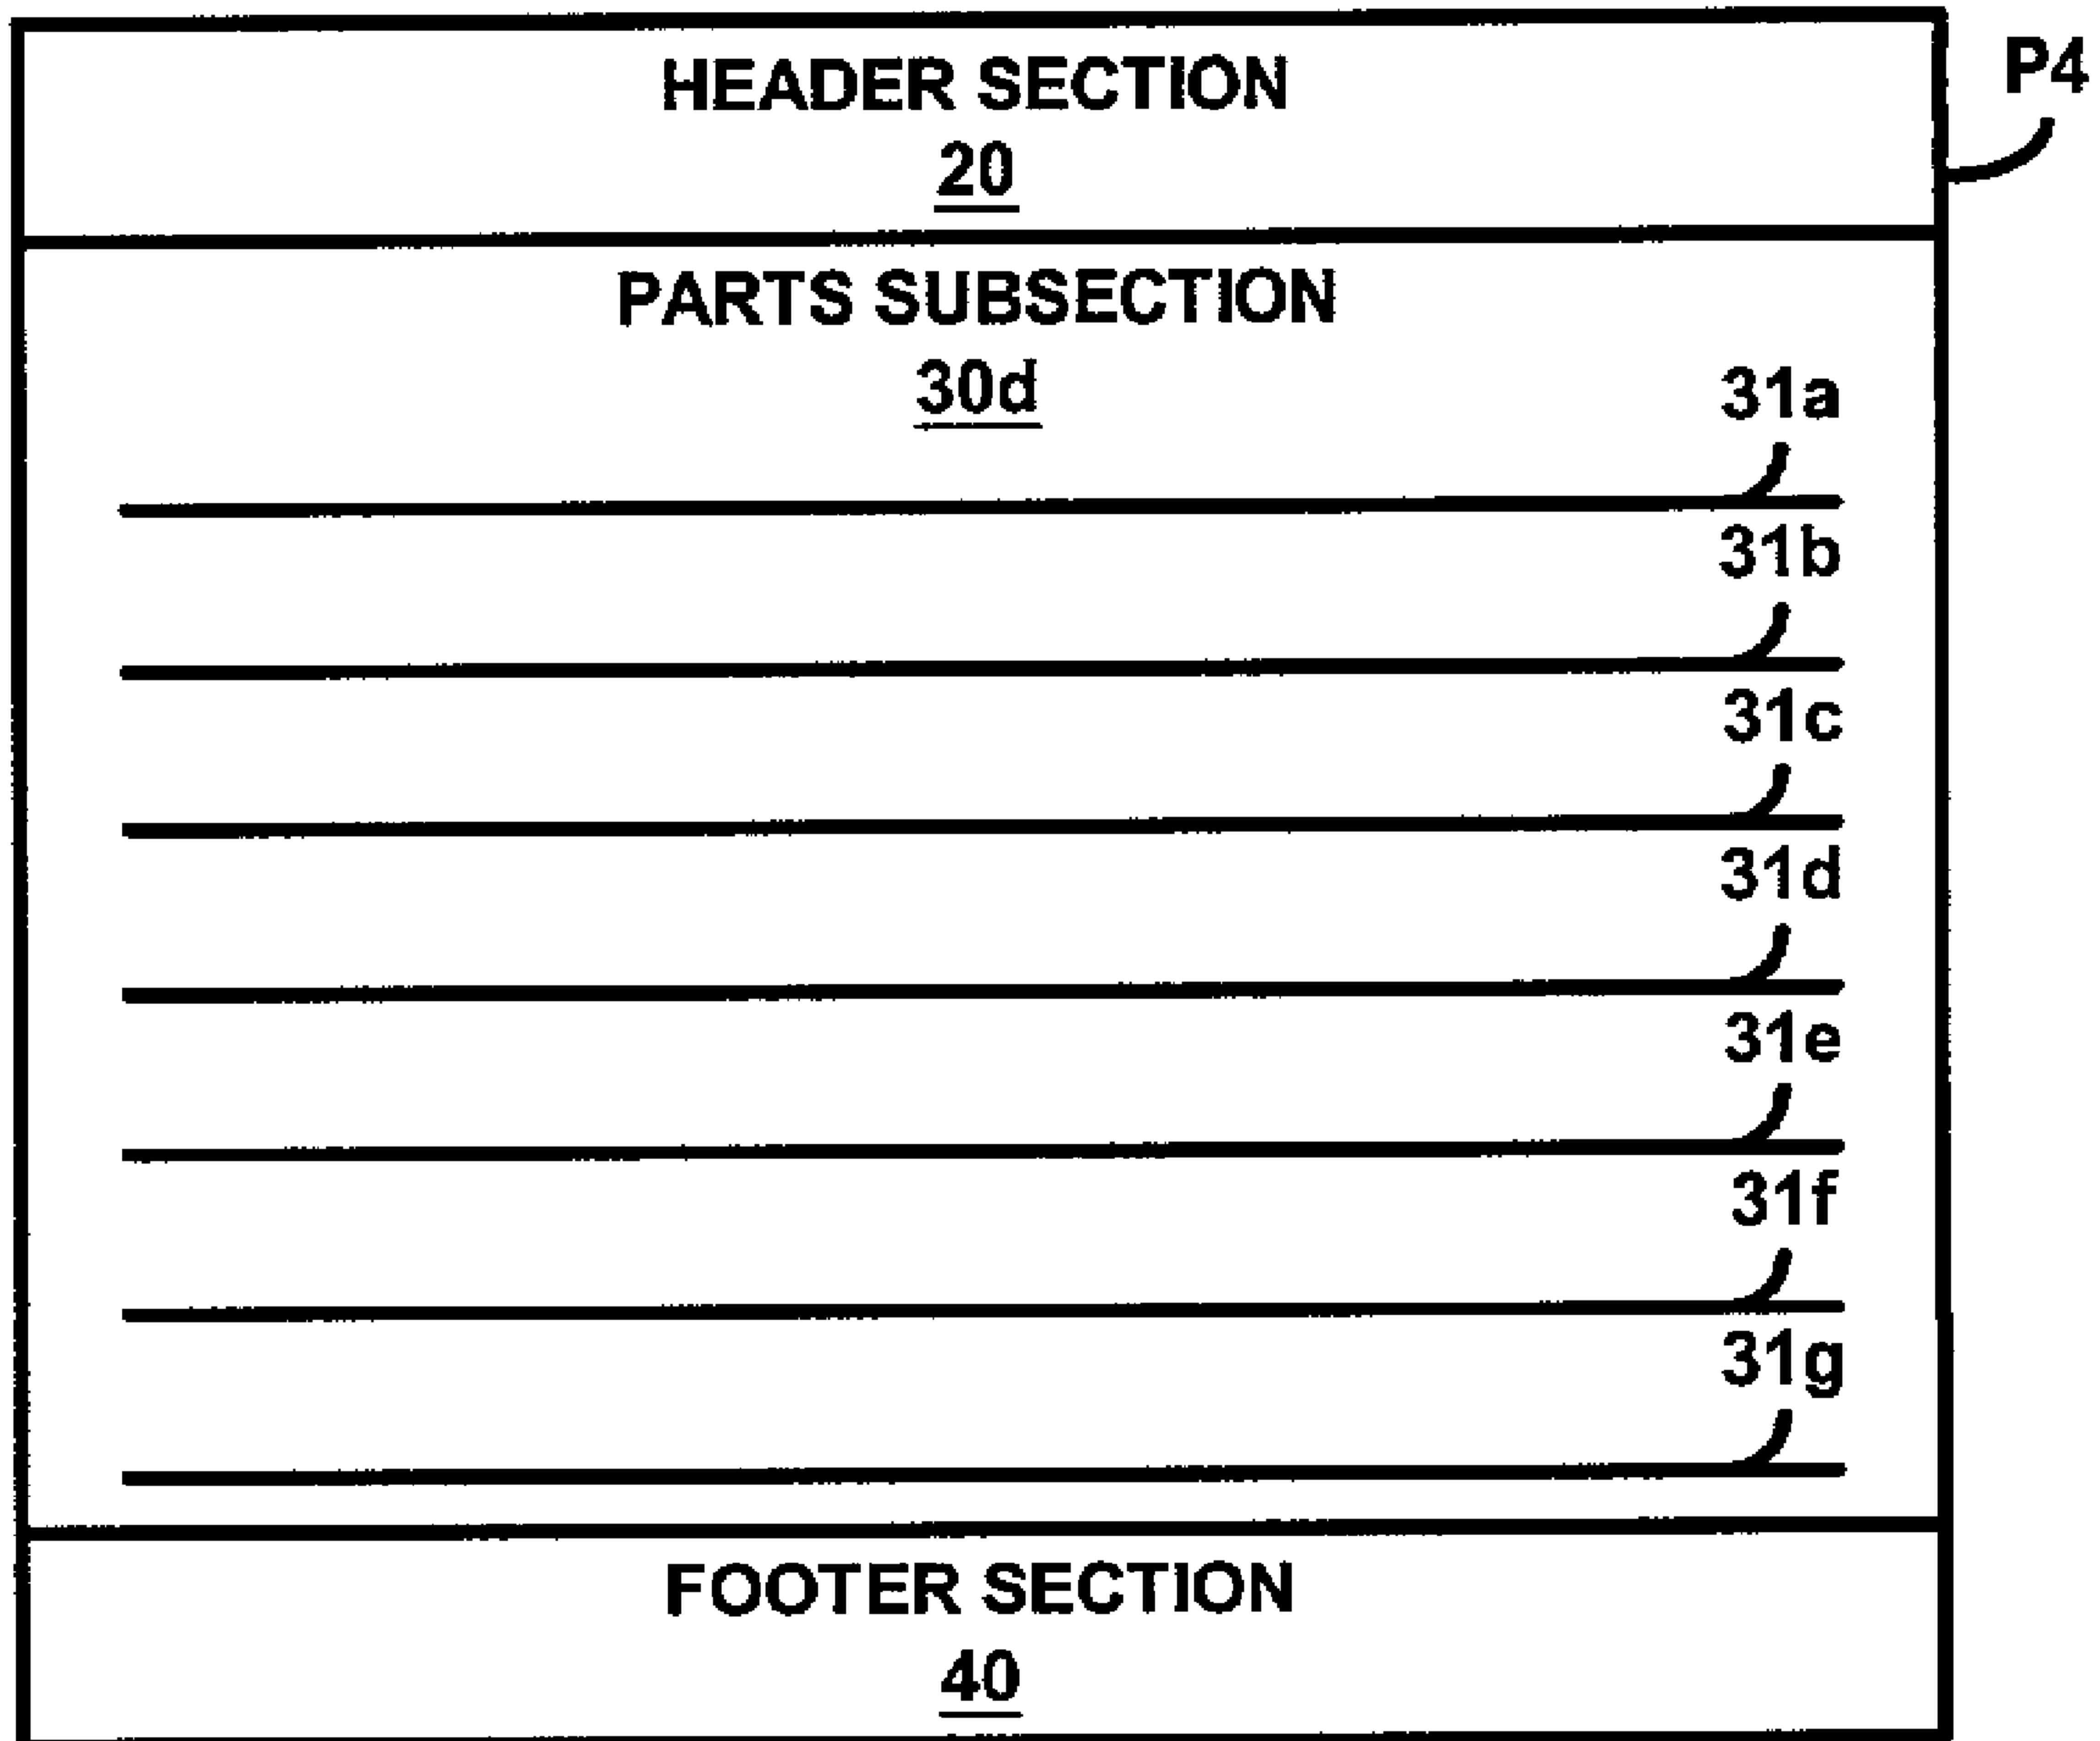 HEADER SECTION
P4
20
PARTS SUBSECTION
30d
31a
31b
31c
31d
31e
31f
31g
FOOTER SECTION
40